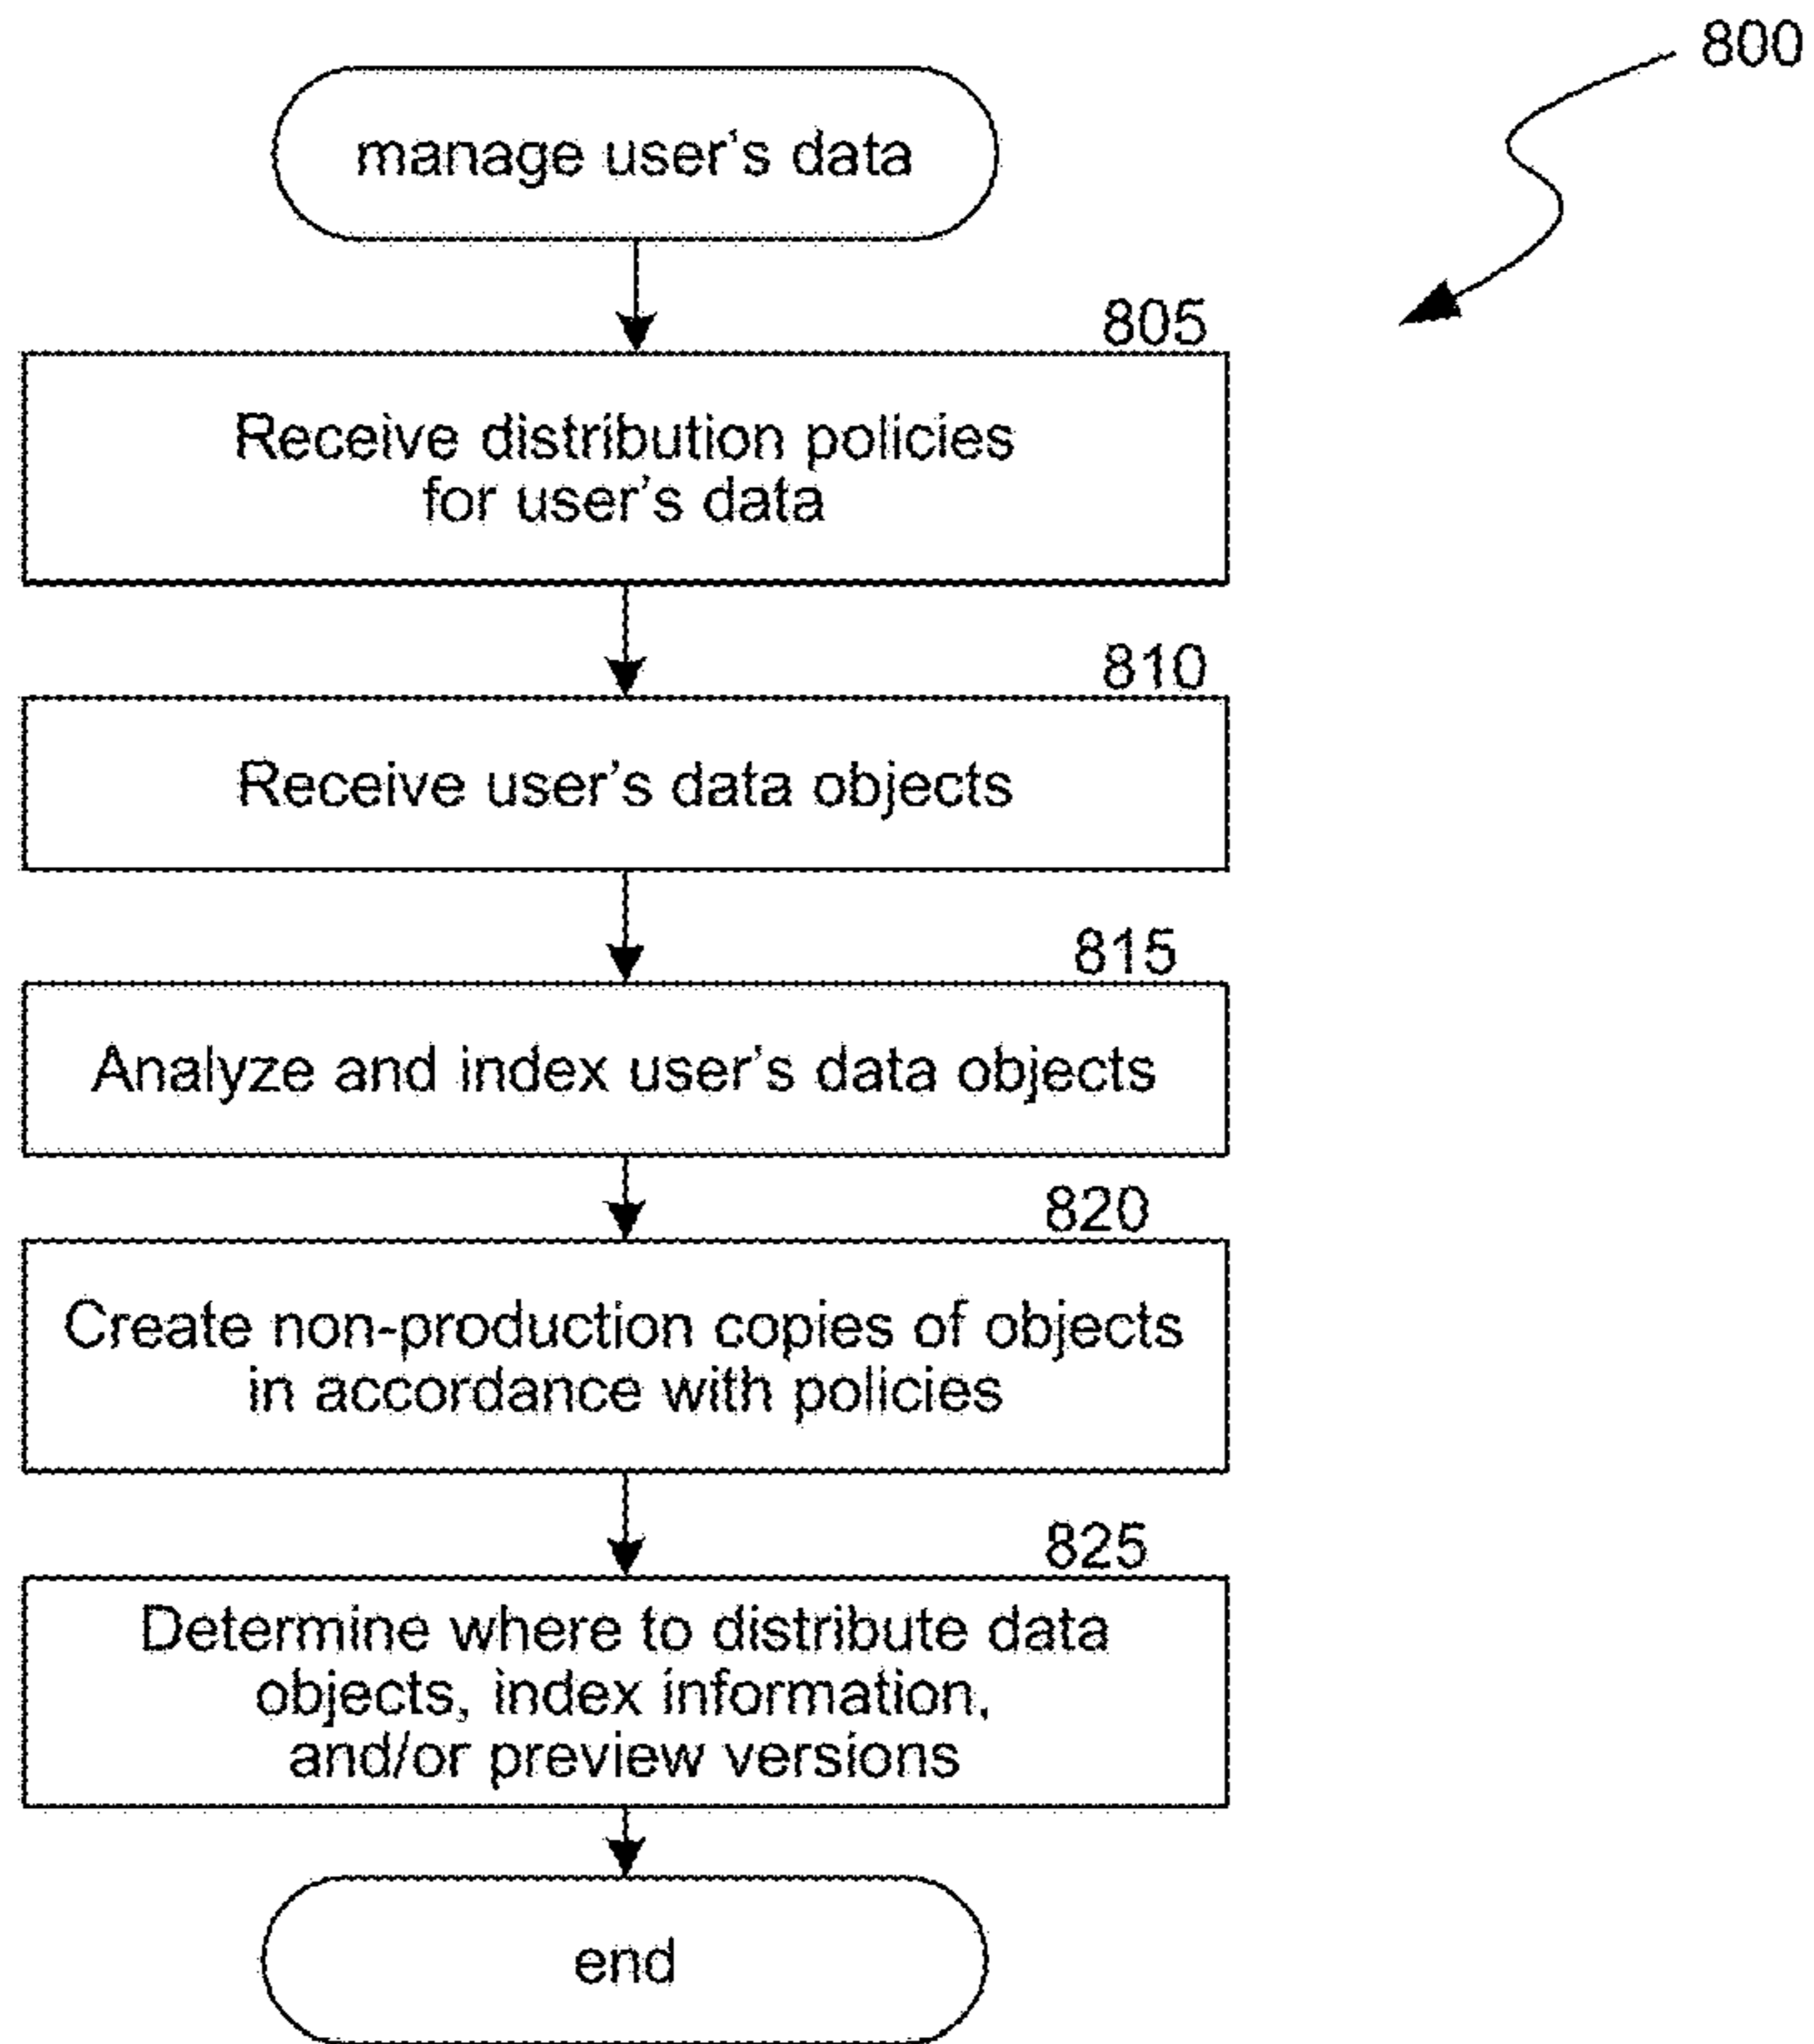 800
manage user's data
805
Receive distribution policies
for user's data
810
Receive user's data objects
815
Analyze and index user's data objects
820
Create non-production copies of objects
in accordance with policies
825
Determine where to distribute data
objects, index information,
and/or preview versions
end